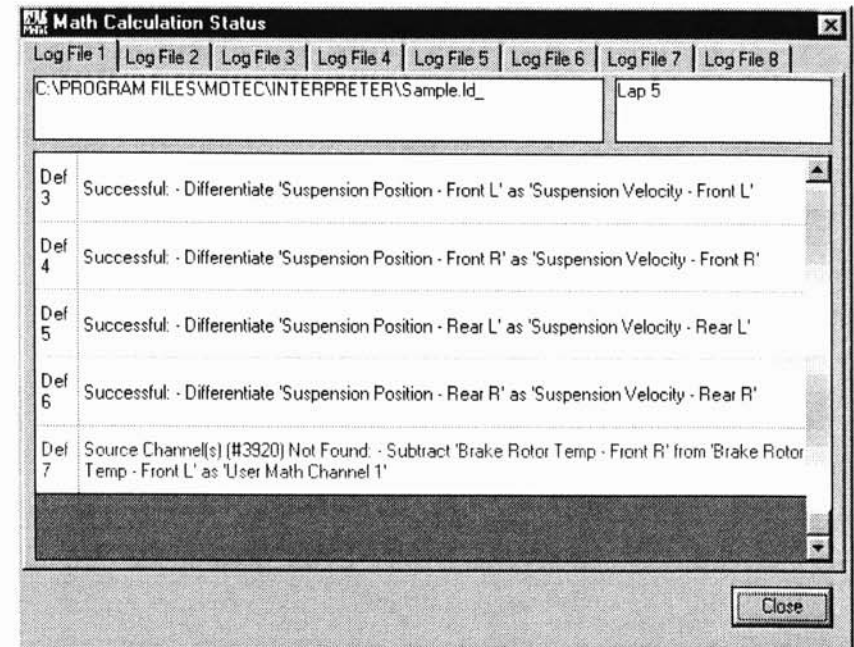 Math Calculation Status
Log File 1 Log File 2 Log File 3 Log File 4 Log File 5 Log File 6 Log File 7 Log File 8
C:\PROGRAM FILES\MOTEC\INTERPRETER\Sample.ld_
Lap 5
Def 3
Successful: - Differentiate 'Suspension Position - Front L' as 'Suspension Velocity - Front L'
Def 4
Successful: - Differentiate 'Suspension Position - Front R' as 'Suspension Velocity - Front R'
Def 5
Successful: - Differentiate 'Suspension Position - Rear L' as 'Suspension Velocity - Rear L'
Def 6
Successful: - Differentiate 'Suspension Position - Rear R' as 'Suspension Velocity - Rear R'
Def 7
Source Channel(s) (#3920) Not Found: - Subtract 'Brake Rotor Temp - Front R' from 'Brake Rotor
Temp - Front L' as 'User Math Channel 1'
Close